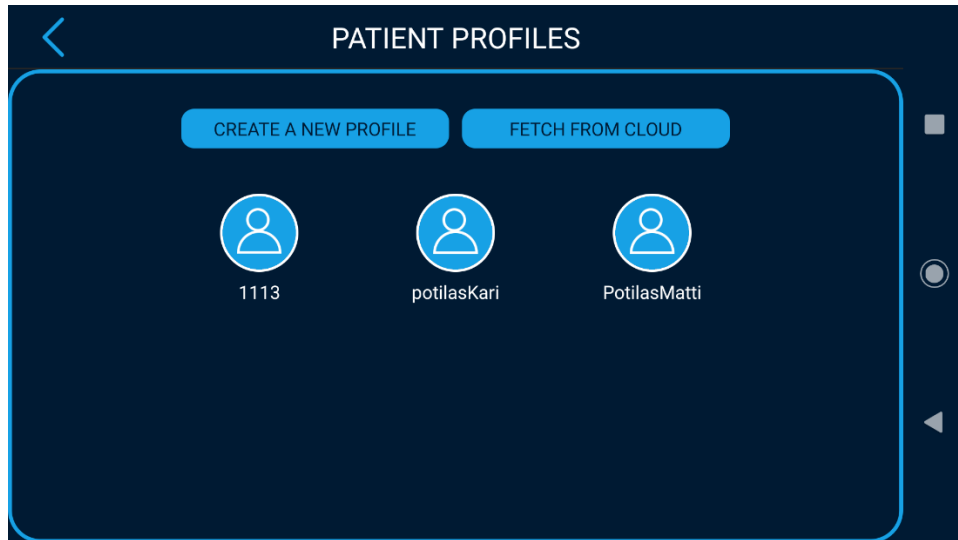 PATIENT PROFILES
CREATE A NEW PROFILE
FETCH FROM CLOUD
1113
potilasKari
PotilasMatti